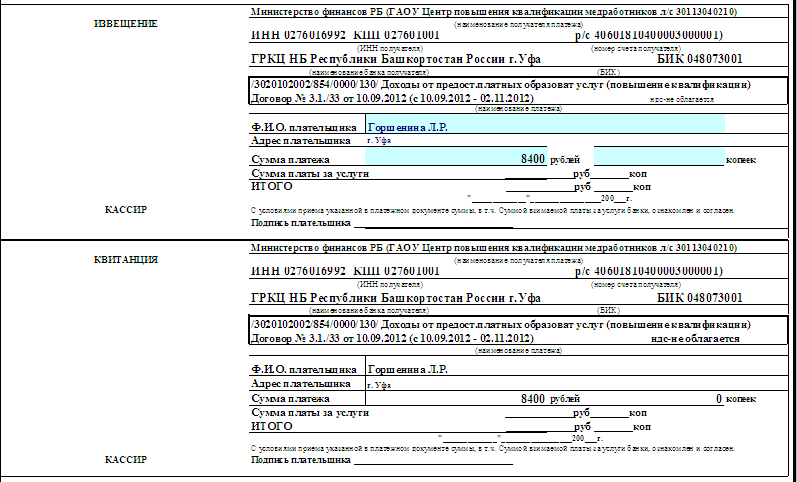 ИЗВЕЩЕНИЕ
Министерство финансов РБ (ГАОУ Центр повышения квалификации медработников л/с 30113040210)
(наименование получателя платежа)
ИНН 0276016992 КПП 027601001 р/с 40601810400003000001)
(ИНН получателя) (номер счета получателя)
ГРКЦ НБ Республики Башкортостан России г.Уфа БИК 048073001
(наименование банка получателя) (БИК)
/3020102002/854/0000/130/ Доходы от предост.платных образоват услуг (повышение квалификации)
Договор № 3.1./33 от 10.09.2012 (с 10.09.2012 - 02.11.2012) ндс-не облагается
(наименование платежа)
Ф.И.О. плательщика Горшенина Л.Р.
Адрес плательщика г. Уфа
Сумма платежа 8400 рублей копеек
Сумма платы за услуги ____________руб_______коп
ИТОГО ____________руб_______коп
"____________"________________200___г.
КАССИР
С условиями приема указанной в платежном документе суммы, в т.ч. Суммой взимаемой платы за услуги банка, ознакомлен и согласен.
Подпись плательщика ____________________________
Министерство финансов РБ (ГАОУ Центр повышения квалификации медработников л/с 30113040210)
КВИТАНЦИЯ
(наименование получателя платежа)
ИНН 0276016992 КПП 027601001 р/с 40601810400003000001)
(ИНН получателя) (номер счета получателя)
ГРКЦ НБ Республики Башкортостан России г.Уфа БИК 048073001
(наименование банка получателя) (БИК)
/3020102002/854/0000/130/ Доходы от предост.платных образоват услуг (повышение квалификации)
Договор № 3.1./33 от 10.09.2012 (с 10.09.2012 - 02.11.2012) ндс-не облагается
(наименование платежа)
Ф.И.О. плательщика Горшенина Л.Р.
Адрес плательщика г. Уфа
Сумма платежа 8400 рублей 0 копеек
Сумма платы за услуги ____________руб_______коп
ИТОГО ____________руб_______коп
"____________"________________200___г.
С условиями приема указанной в платежном документе суммы, в т.ч. Суммой взимаемой платы за услуги банка, ознакомлен и согласен.
КАССИР
Подпись плательщика ____________________________